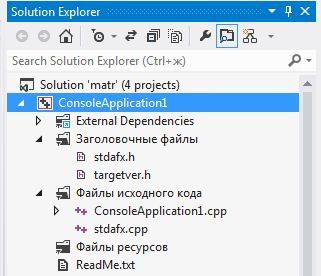 Solution Explorer
Search Solution Explorer (Ctrl+ж)
Solution 'matr' (4 projects)
ConsoleApplication1
External Dependencies
Заголовочные файлы
stdafx.h
targetver.h
Файлы исходного кода
ConsoleApplication1.cpp
stdafx.cpp
Файлы ресурсов
ReadMe.txt